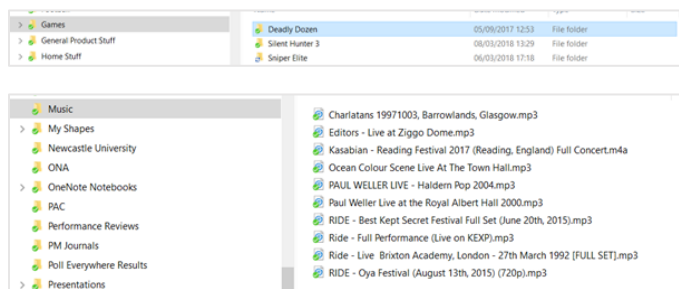 Games
General Product Stuff
Home Stuff
Deadly Dozen 05/09/2017 12:53 File folder
Silent Hunter 3 08/03/2018 13:29 File folder
Sniper Elite 06/03/2018 17:18 File folder
Music
My Shapes
Newcastle University
ONA
OneNote Notebooks
PAC
Performance Reviews
PM Journals
Poll Everywhere Results
Presentations
Charlatans 19971003, Barrowlands, Glasgow.mp3
Editors - Live at Ziggo Dome.mp3
Kasabian - Reading Festival 2017 (Reading, England) Full Concert.m4a
Ocean Colour Scene Live At The Town Hall.mp3
PAUL WELLER LIVE - Haldern Pop 2004.mp3
Paul Weller Live at the Royal Albert Hall 2000.mp3
RIDE - Best Kept Secret Festival Full Set (June 20th, 2015).mp3
Ride - Full Performance (Live on KEXP).mp3
Ride - Live  Brixton Academy, London - 27th March 1992 [FULL SET].mp3
RIDE - Oya Festival (August 13th, 2015) (720p).mp3